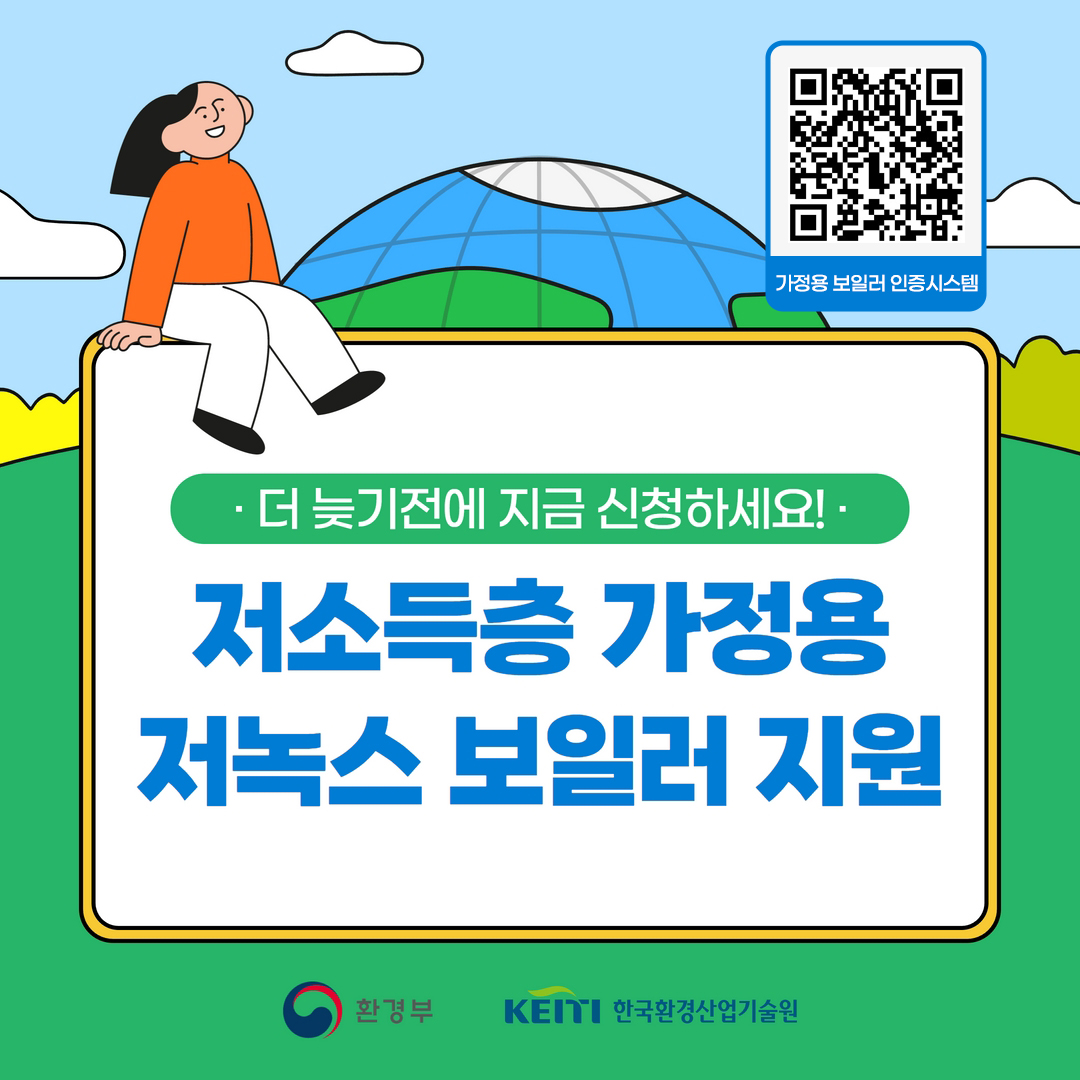 가정용 보일러 인증시스템
· 더 늦기전에 지금 신청하세요! ·
저소득층 가정용
저녹스 보일러 지원
환경부
KEITI 한국환경산업기술원